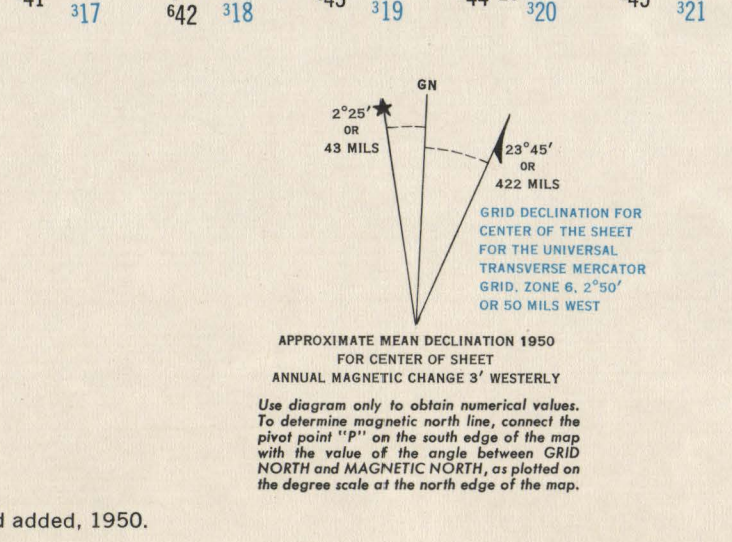 ³17 ⁶42 ³18 ³19 ³20 ³21
GN
2°25′
OR
43 MILS
23°45′
OR
422 MILS
GRID DECLINATION FOR
CENTER OF THE SHEET
FOR THE UNIVERSAL
TRANSVERSE MERCATOR
GRID, ZONE 6, 2°50′
OR 50 MILS WEST
APPROXIMATE MEAN DECLINATION 1950
FOR CENTER OF SHEET
ANNUAL MAGNETIC CHANGE 3′ WESTERLY
Use diagram only to obtain numerical values.
To determine magnetic north line, connect the
pivot point "P" on the south edge of the map
with the value of the angle between GRID
NORTH and MAGNETIC NORTH, as plotted on
the degree scale at the north edge of the map.
added, 1950.